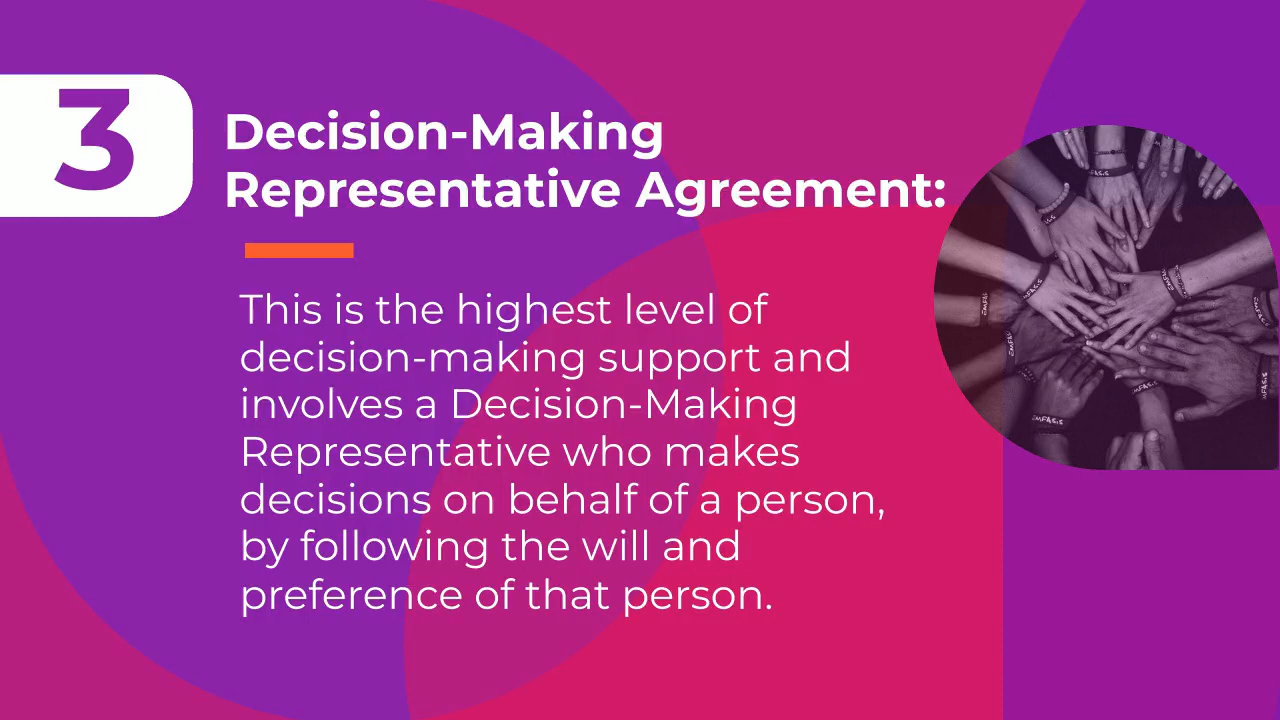 3
Decision-Making
Representative Agreement:
This is the highest level of
decision-making support and
involves a Decision-Making
Representative who makes
decisions on behalf of a person,
by following the will and
preference of that person.
EMFASIS